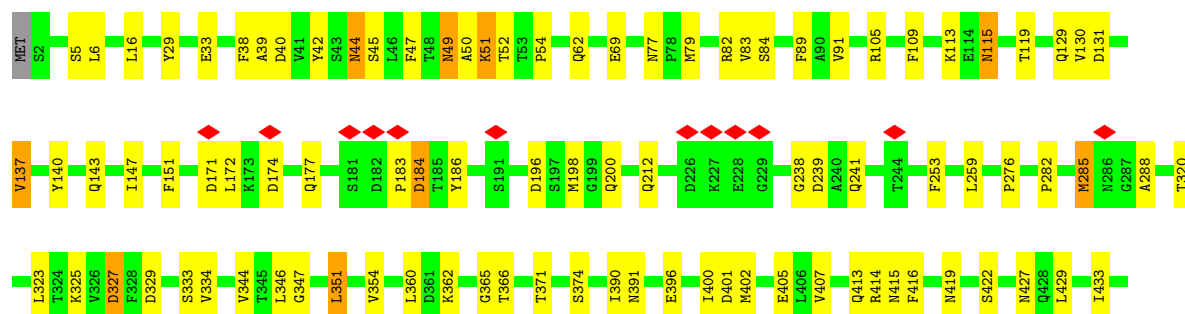 MET S2 S5 L6 L16 Y29 E33 F38 A39 D40 V41 Y42 S43 N44 S45 L46 F47 T48 N49 A50 K51 T52 T53 P54 Q62 E69 N77 P78 M79 R82 V83 S84 F89 A90 V91 R105 F109 K113 E114 N115 T119 Q129 V130 D131
V137 Y140 Q143 I147 F151 D171 L172 K173 D174 Q177 S181 D182 P183 D184 T185 Y186 S191 D196 S197 M198 G199 Q200 Q212 D226 K227 E228 G229 G238 D239 A240 Q241 T244 F253 L259 P276 P282 M285 N286 G287 A288 T320
L323 T324 K325 V326 D327 F328 D329 S333 V334 V344 T345 L346 G347 L351 V354 L360 D361 K362 G365 T366 T371 S374 I390 N391 E396 I400 D401 M402 E405 L406 V407 Q413 R414 N415 F416 N419 S422 N427 Q428 L429 I433